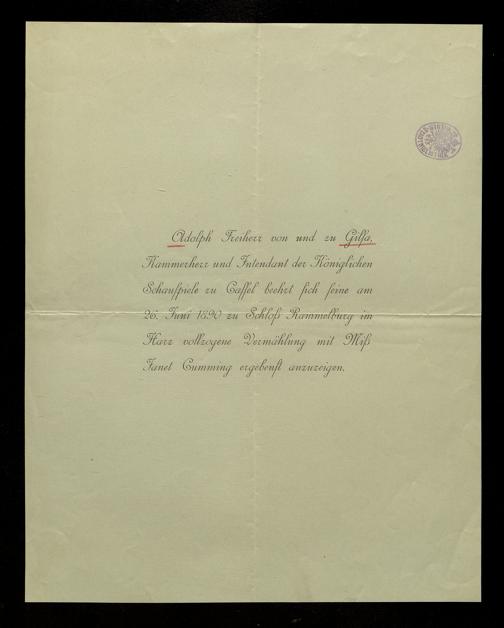 Adolph Freiherr von und zu Gilsa,
Kammerherr und Intendant der Königlichen
Schauspiele zu Cassel beehrt sich seine am
26. Juni 1890 zu Schloß Rammelburg im
Harz vollzogene Vermählung mit Miß
Janet Cumming ergebenst anzuzeigen.